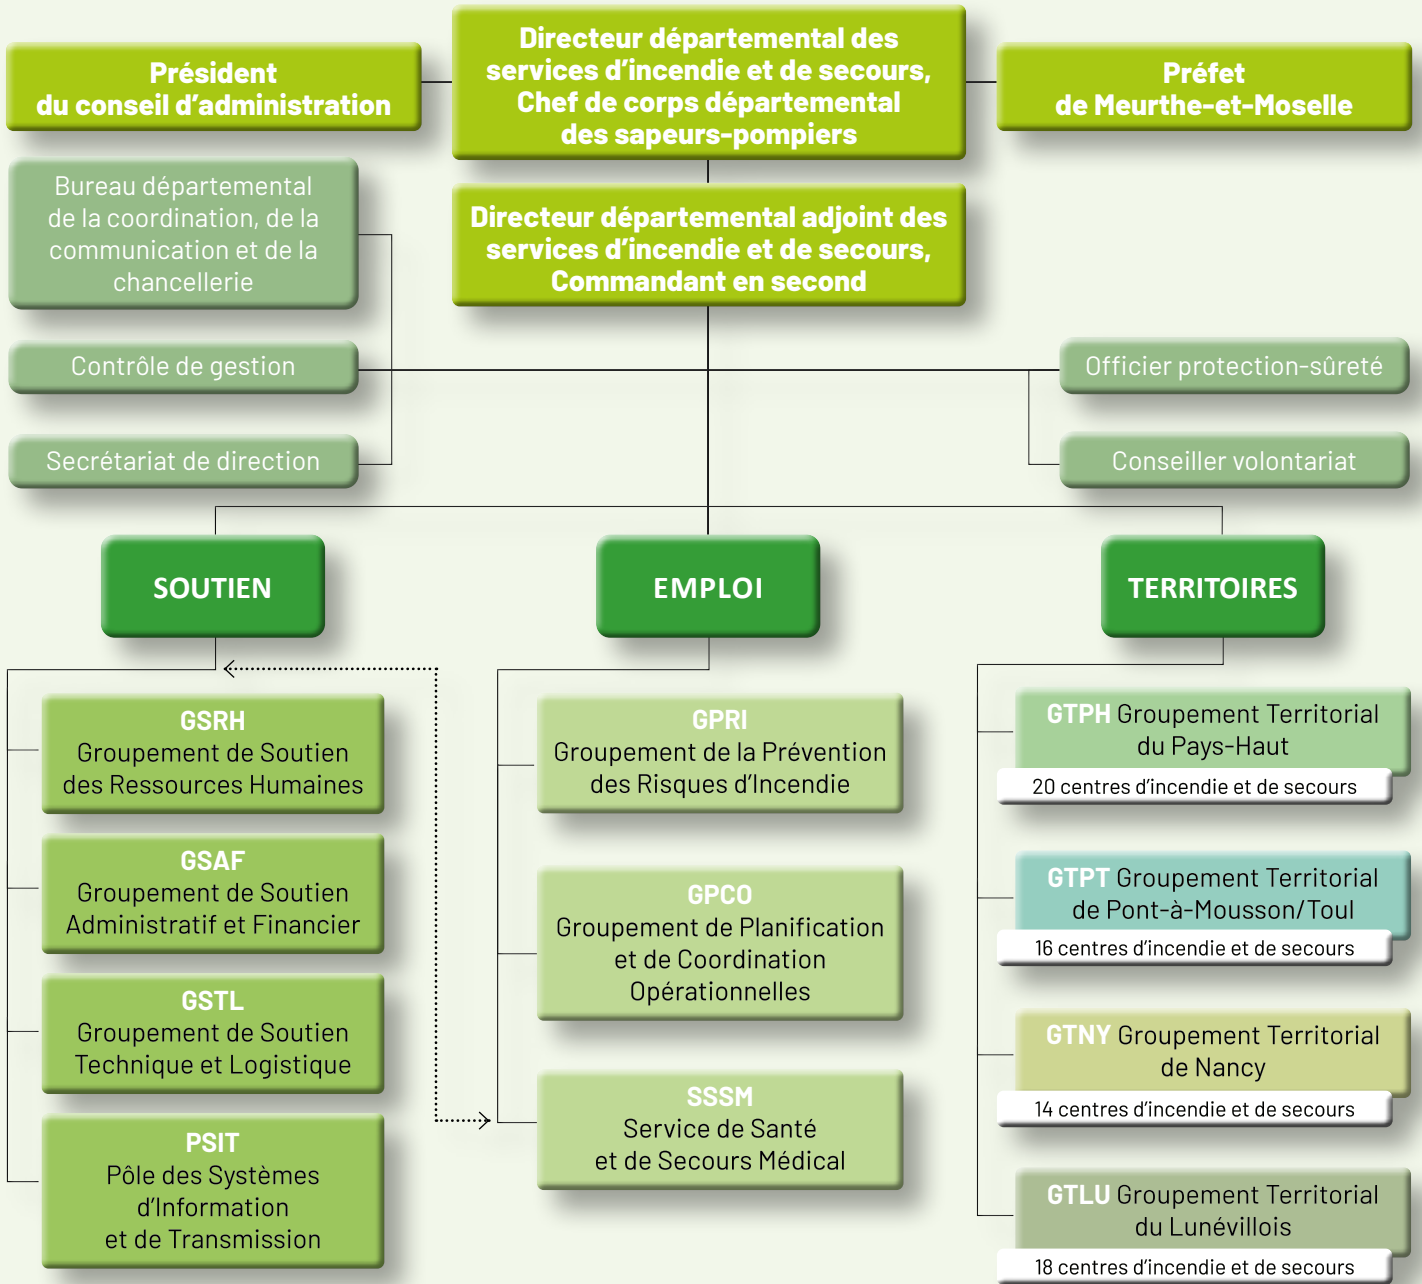 Président
du conseil d'administration
Directeur départemental des
services d'incendie et de secours,
Chef de corps départemental
des sapeurs-pompiers
Préfet
de Meurthe-et-Moselle
Directeur départemental adjoint des
services d'incendie et de secours,
Commandant en second
Bureau départemental
de la coordination, de la
communication et de la
chancellerie
Contrôle de gestion
Secrétariat de direction
Officier protection-sûreté
Conseiller volontariat
SOUTIEN
GSRH
Groupement de Soutien
des Ressources Humaines
GSAF
Groupement de Soutien
Administratif et Financier
GSTL
Groupement de Soutien
Technique et Logistique
PSIT
Pôle des Systèmes
d'Information
et de Transmission
EMPLOI
GPRI
Groupement de la Prévention
des Risques d'Incendie
GPCO
Groupement de Planification
et de Coordination
Opérationnelles
SSSM
Service de Santé
et de Secours Médical
TERRITOIRES
GTPH Groupement Territorial
du Pays-Haut
20 centres d'incendie et de secours
GTPT Groupement Territorial
de Pont-à-Mousson/Toul
16 centres d'incendie et de secours
GTNY Groupement Territorial
de Nancy
14 centres d'incendie et de secours
GTLU Groupement Territorial
du Lunévillois
18 centres d'incendie et de secours